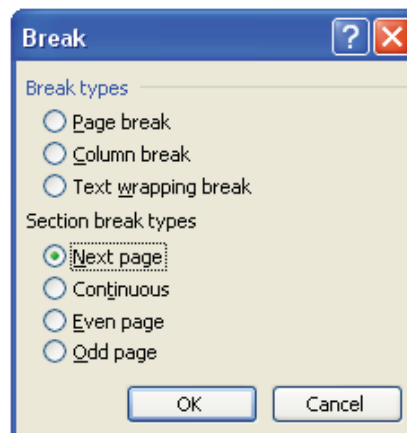 Break
Break types
Page break
Column break
Text wrapping break
Section break types
Next page
Continuous
Even page
Odd page
OK Cancel